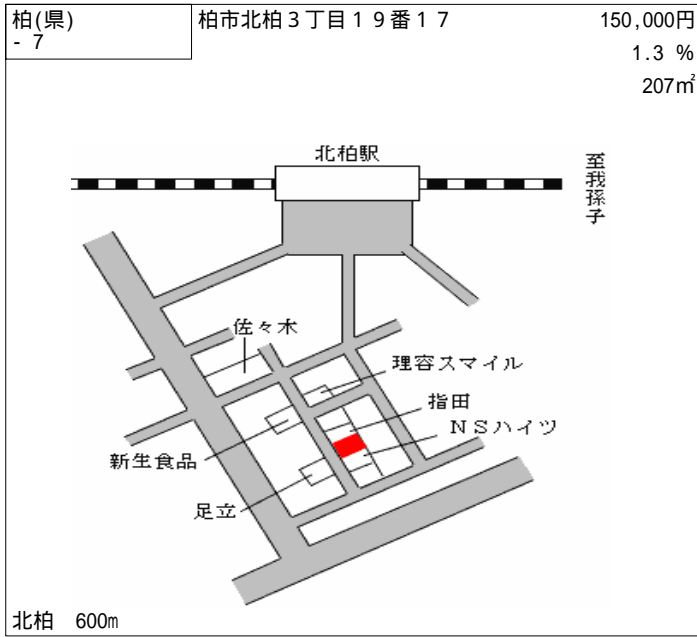 柏(県)
- 7
柏市北柏３丁目１９番１７
150,000円
1.3 %
207㎡
北柏駅
至我孫子
佐々木
理容スマイル
指田
ＮＳハイツ
新生食品
足立
北柏 600m